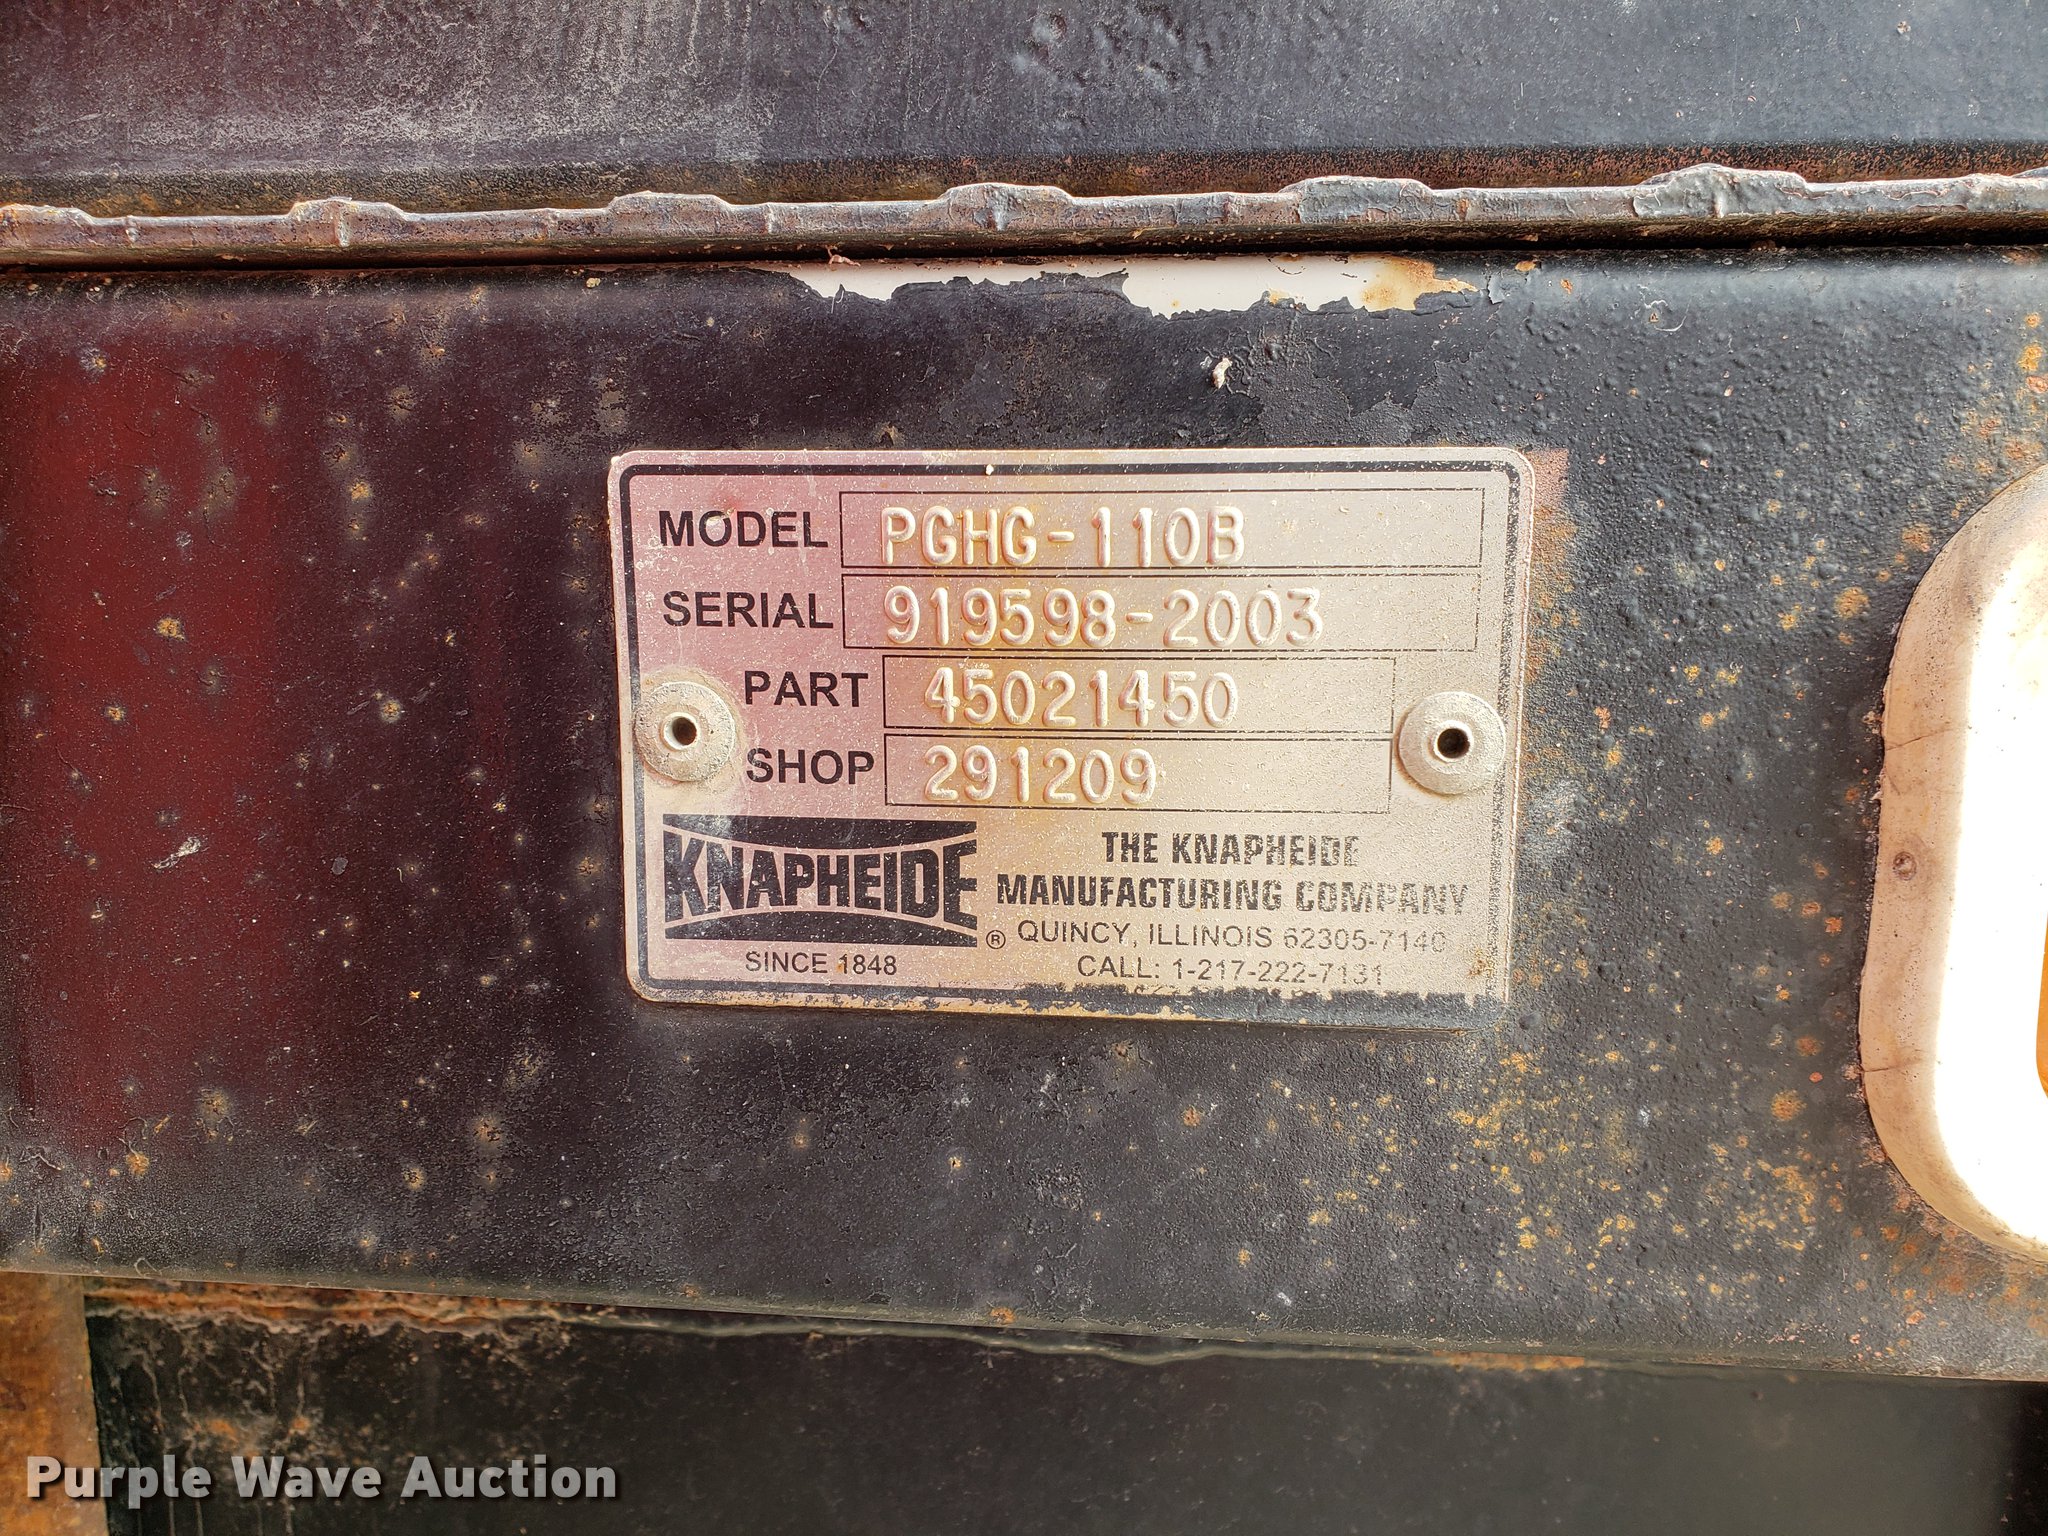 MODEL PGHG-110B
SERIAL 919598-2003
PART 45021450
SHOP 291209
KNAPHEIDE ®
SINCE 1848
THE KNAPHEIDE
MANUFACTURING COMPANY
QUINCY, ILLINOIS 62305-7140
CALL: 1-217-222-7131
Purple Wave Auction